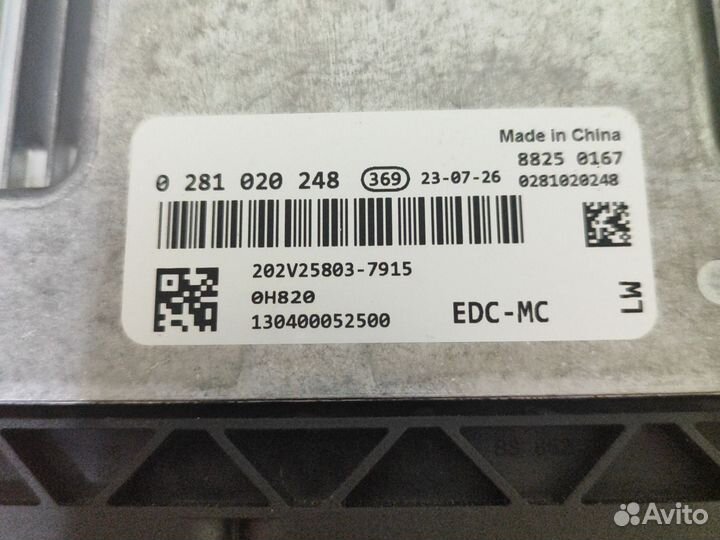 Made in China
8825 0167
0 281 020 248 369 23-07-26 0281020248
202V25803-7915
0H820
130400052500
EDC-MC
LW
Avito